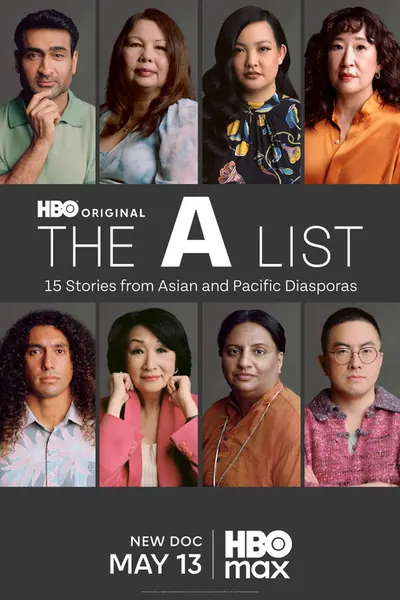 HBO ORIGINAL
THE A LIST
15 Stories from Asian and Pacific Diasporas
NEW DOC
MAY 13
HBO
max